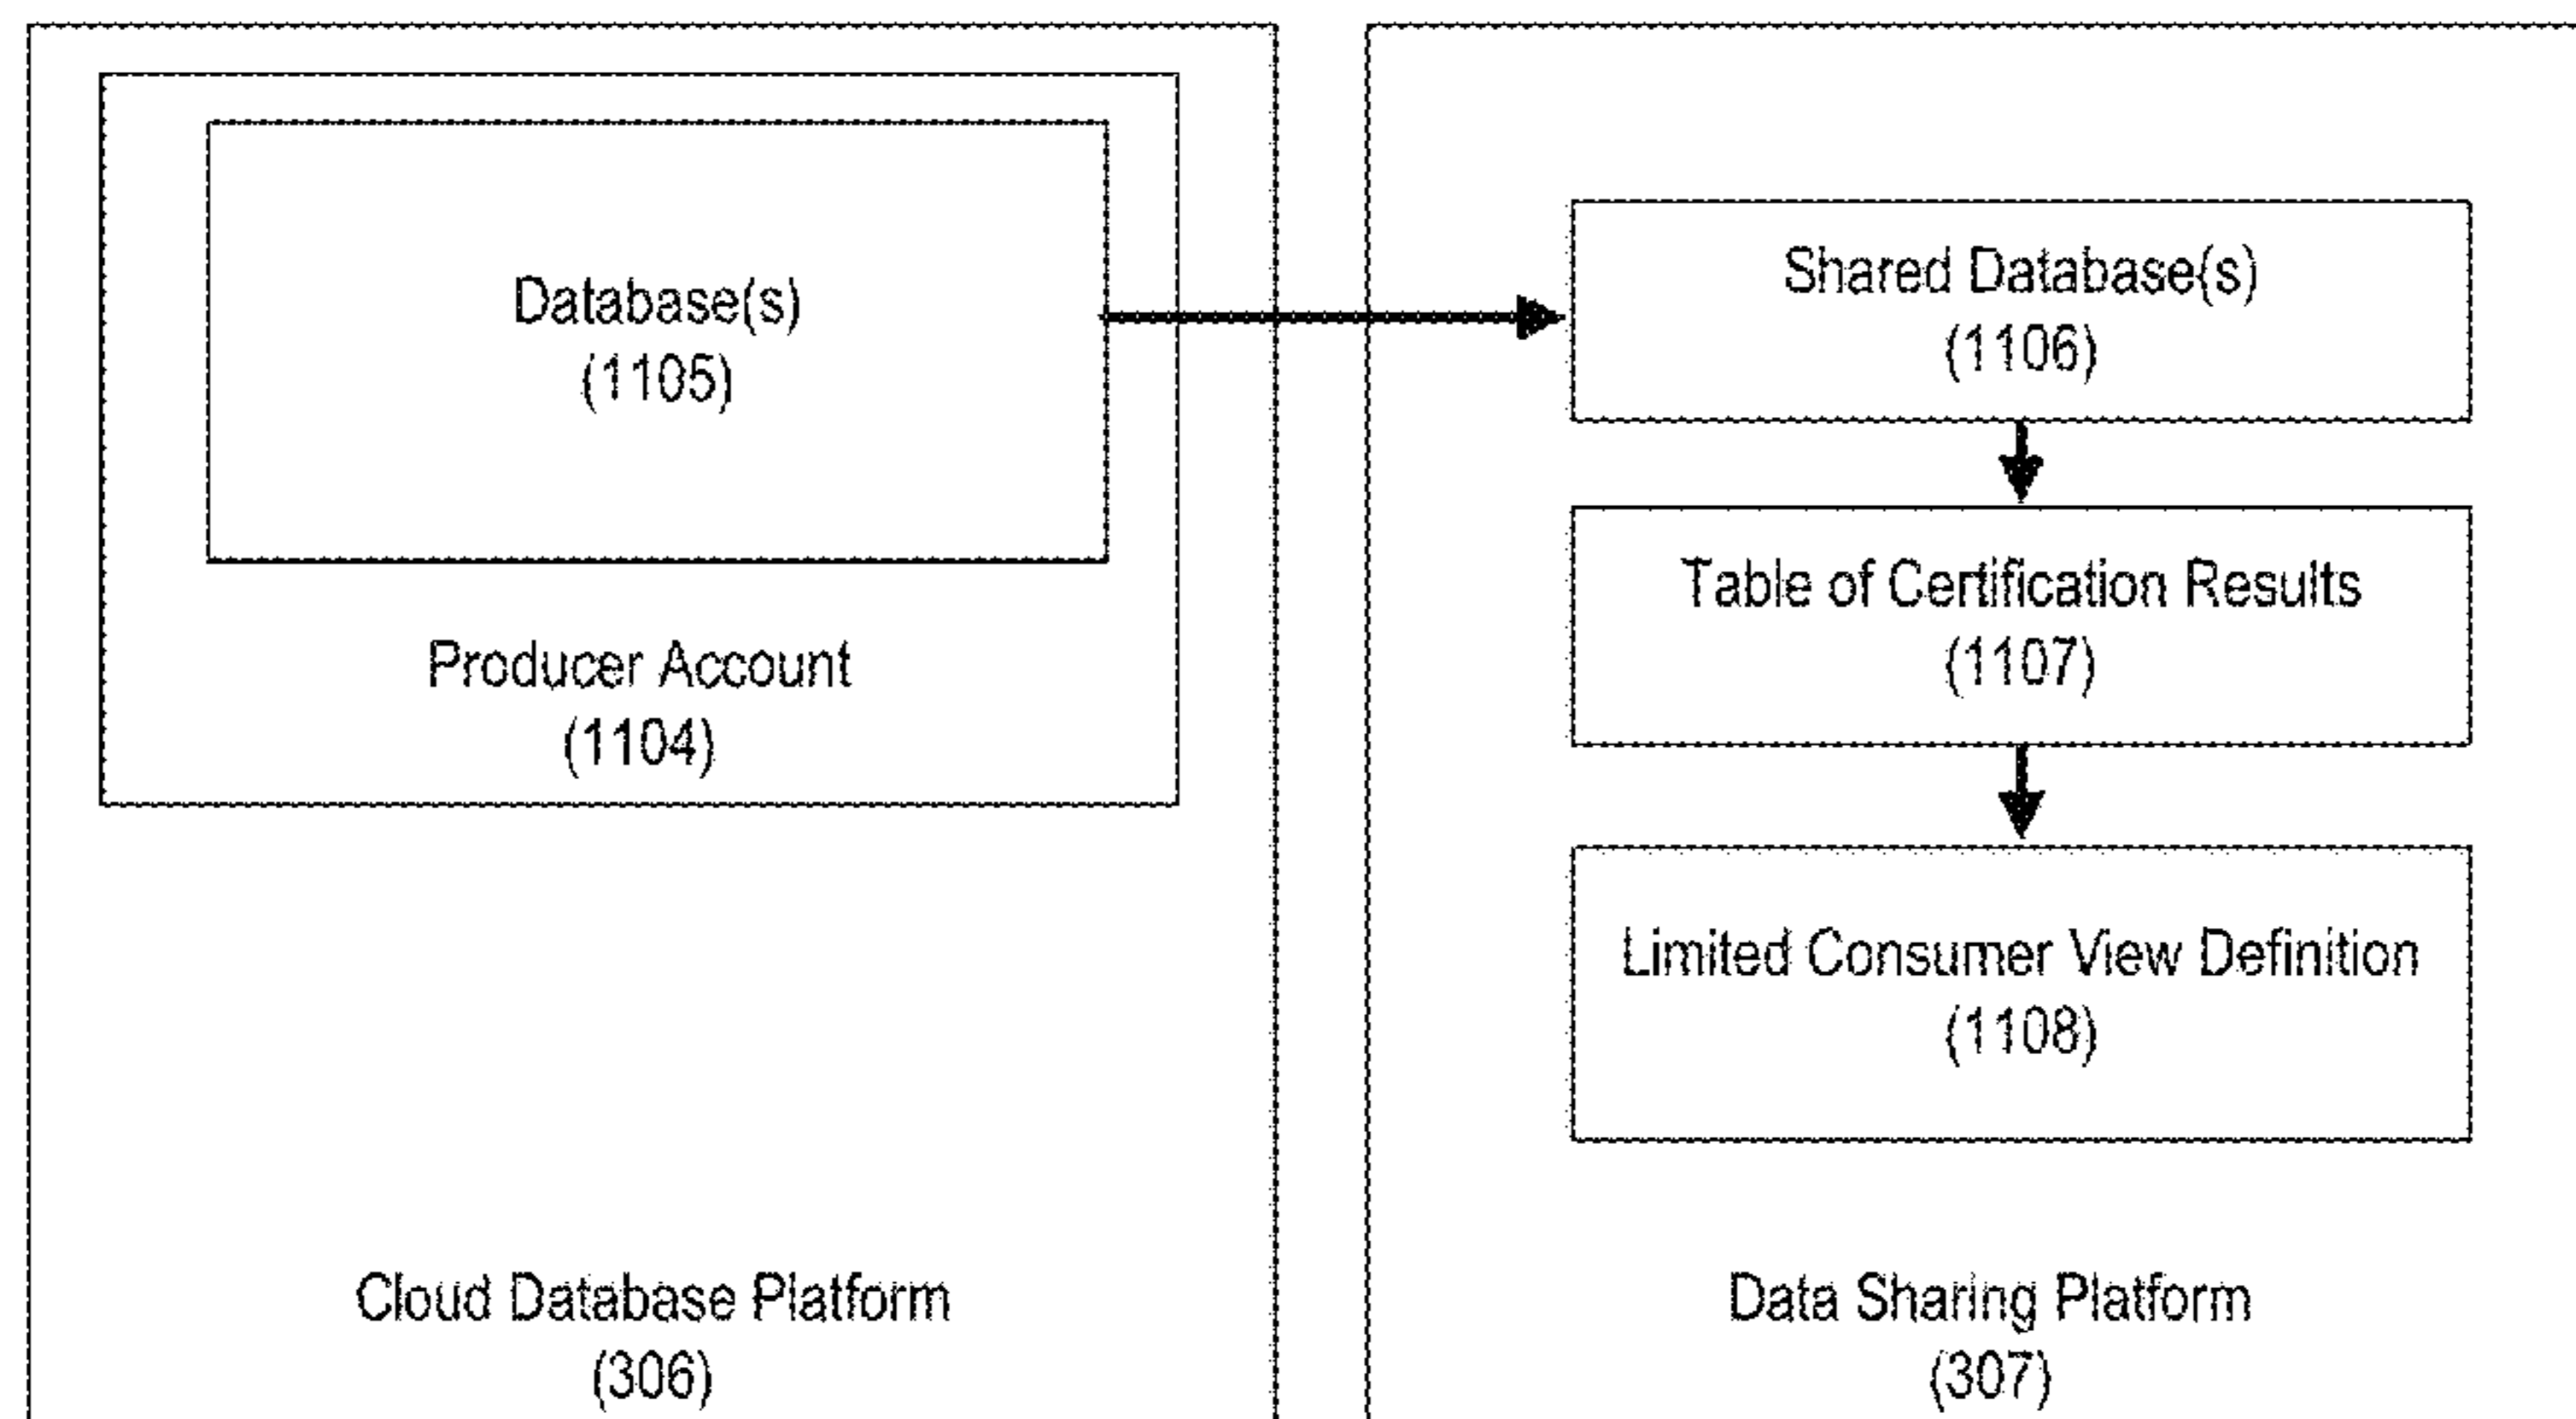 Database(s)
(1105)
Producer Account
(1104)
Cloud Database Platform
(306)
Shared Database(s)
(1106)
Table of Certification Results
(1107)
Limited Consumer View Definition
(1108)
Data Sharing Platform
(307)